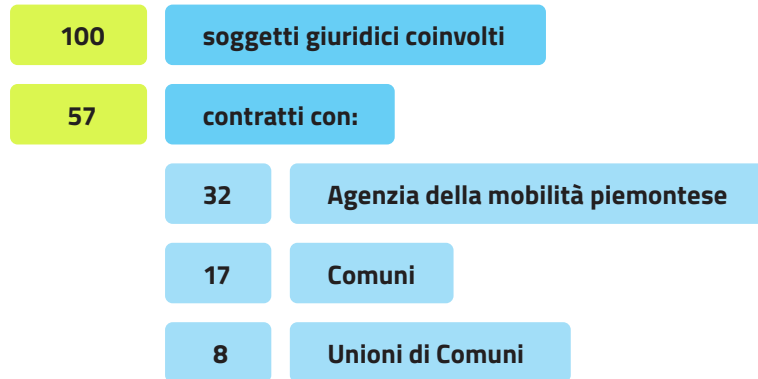 100 soggetti giuridici coinvolti
57 contratti con:
32 Agenzia della mobilità piemontese
17 Comuni
8 Unioni di Comuni